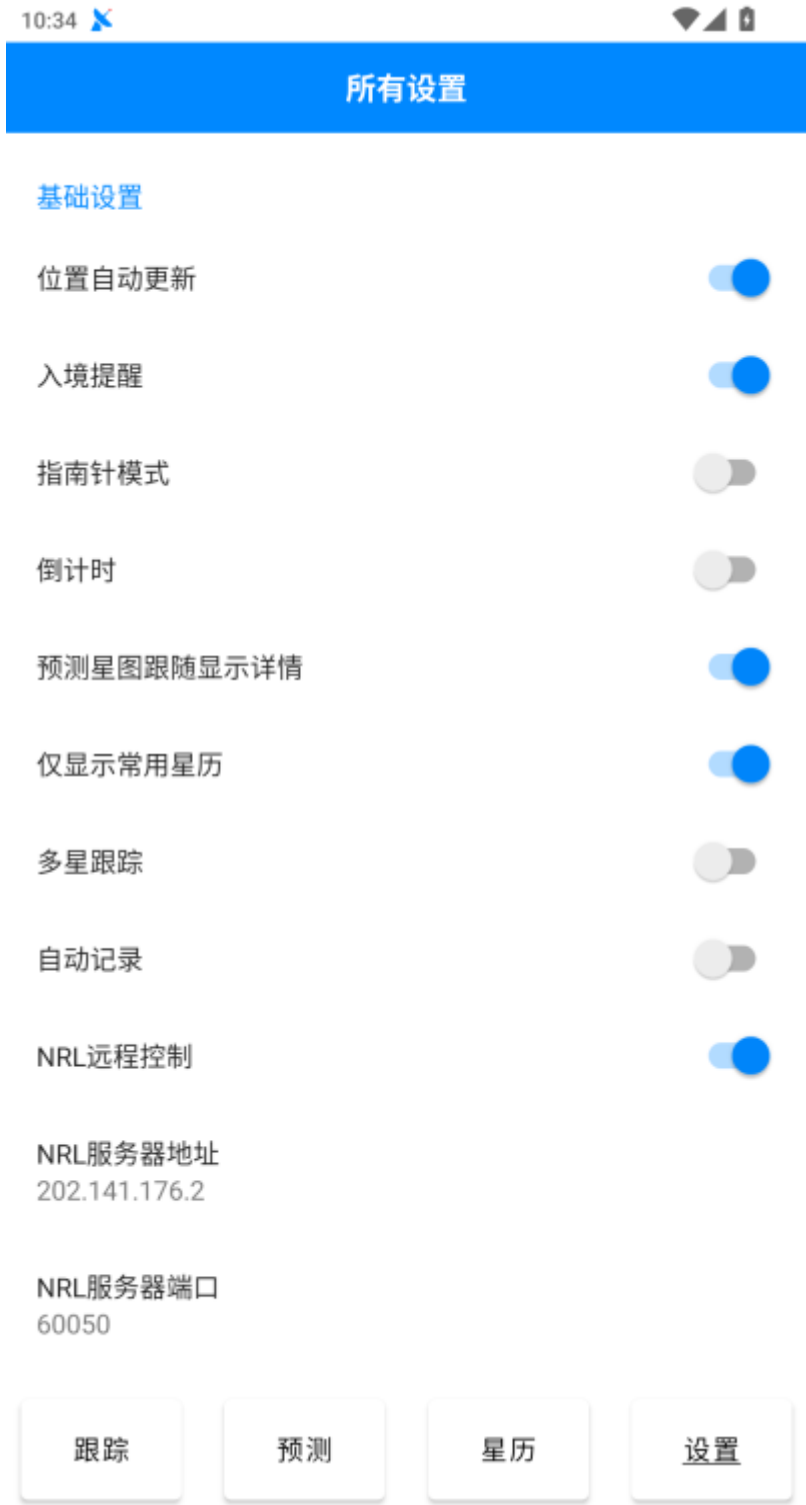 10:34
所有设置
基础设置
位置自动更新
入境提醒
指南针模式
倒计时
预测星图跟随显示详情
仅显示常用星历
多星跟踪
自动记录
NRL远程控制
NRL服务器地址
202.141.176.2
NRL服务器端口
60050
跟踪 预测 星历 设置